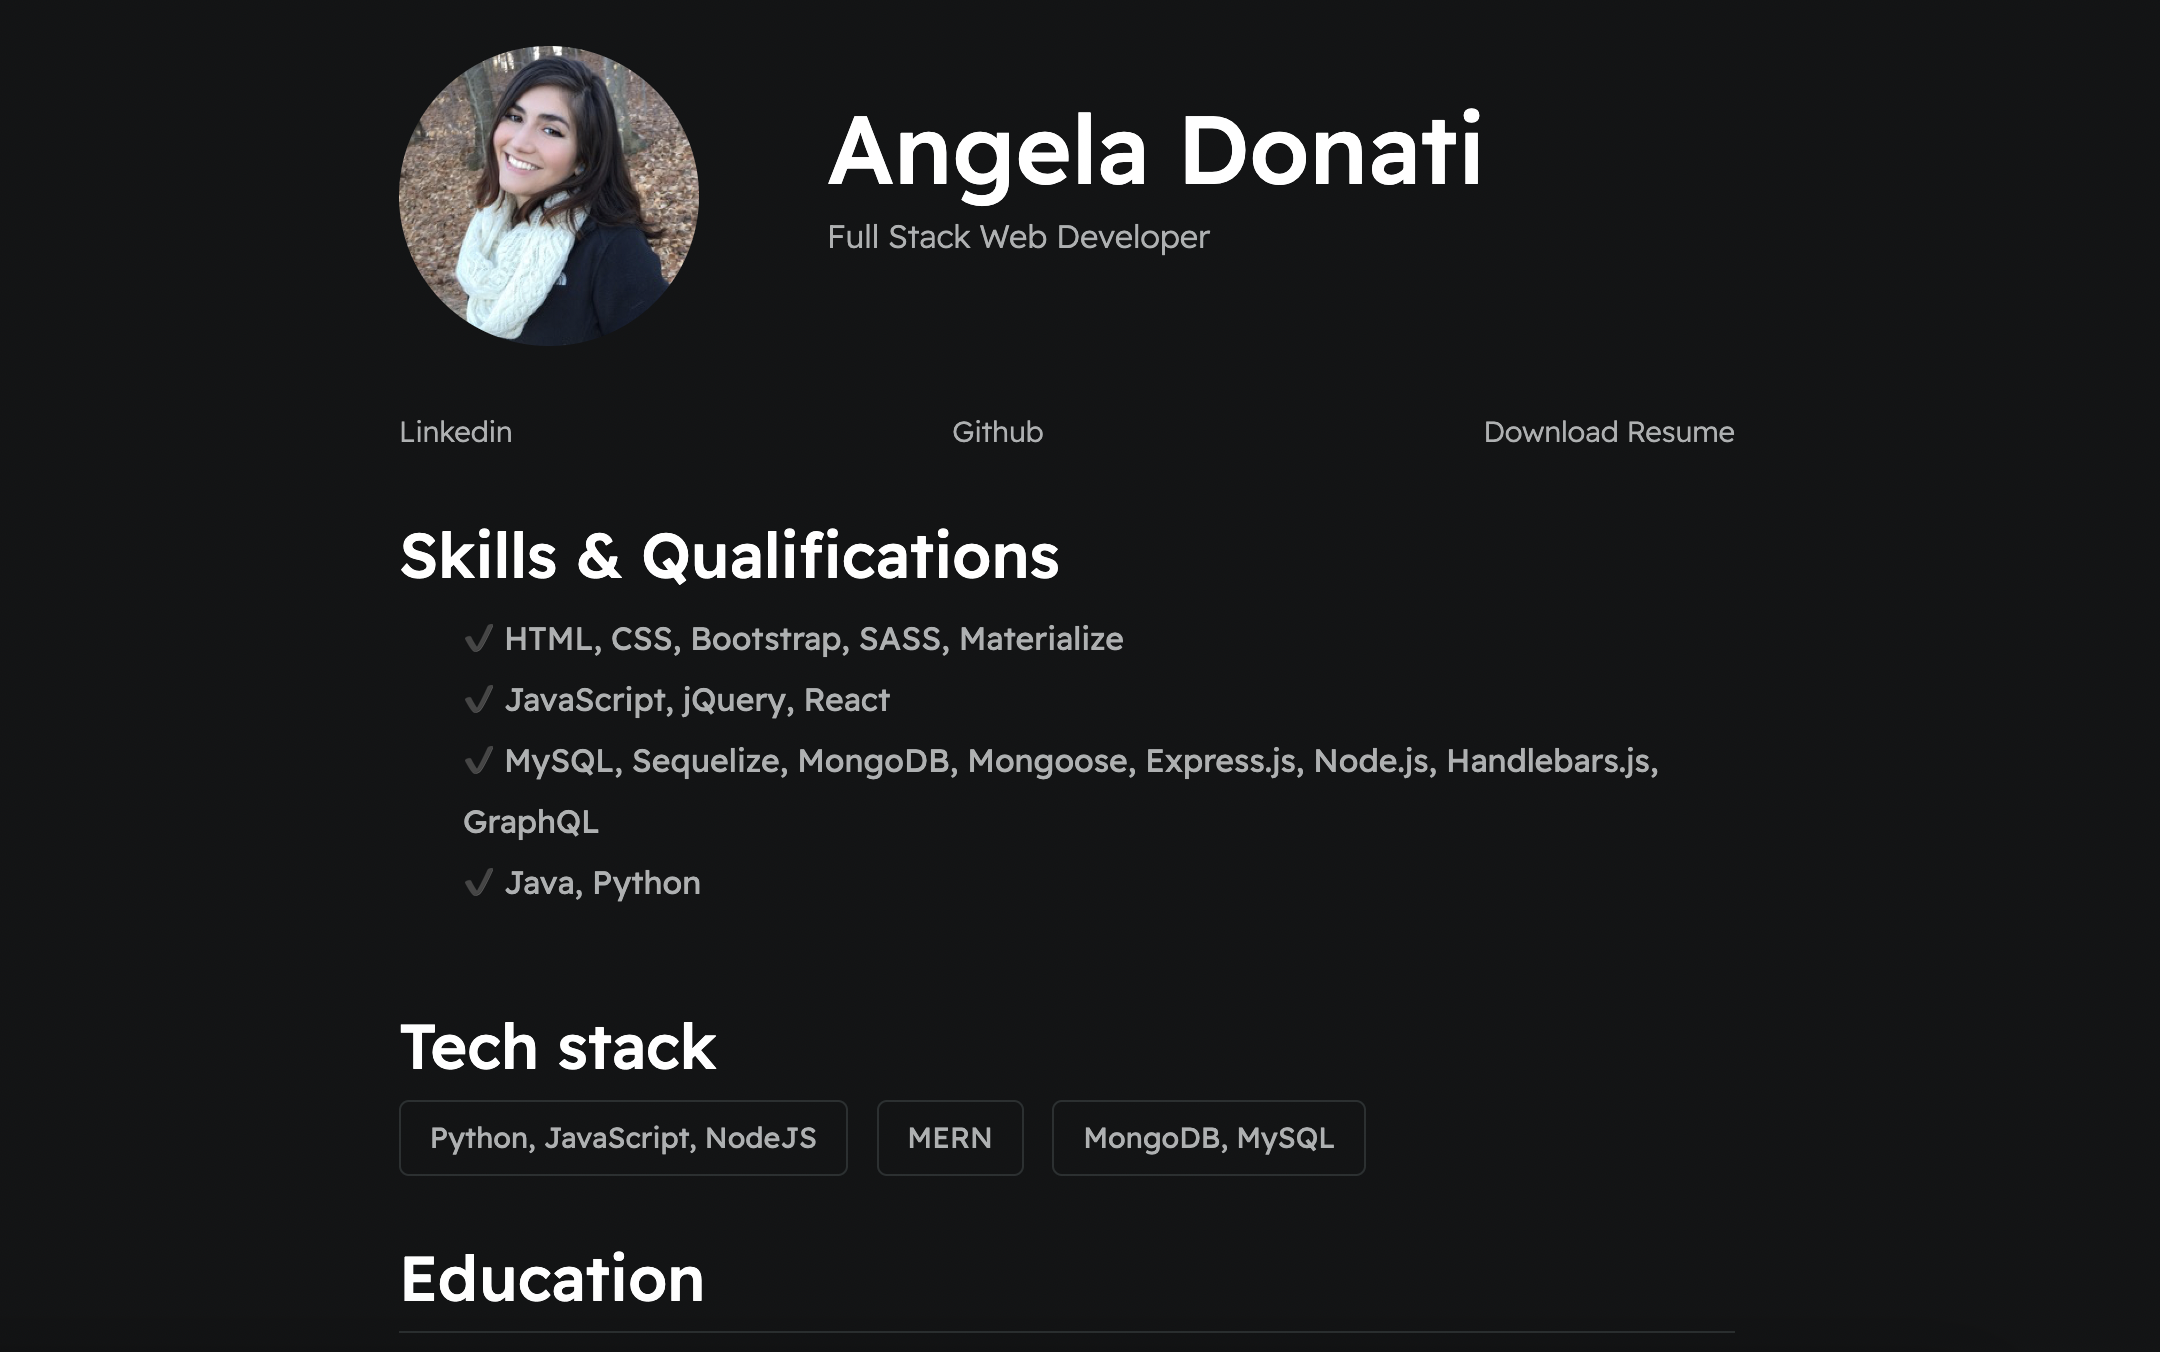 Angela Donati
Full Stack Web Developer
Linkedin
Github
Download Resume
Skills & Qualifications
✔ HTML, CSS, Bootstrap, SASS, Materialize
✔ JavaScript, jQuery, React
✔ MySQL, Sequelize, MongoDB, Mongoose, Express.js, Node.js, Handlebars.js,
GraphQL
✔ Java, Python
Tech stack
Python, JavaScript, NodeJS
MERN
MongoDB, MySQL
Education